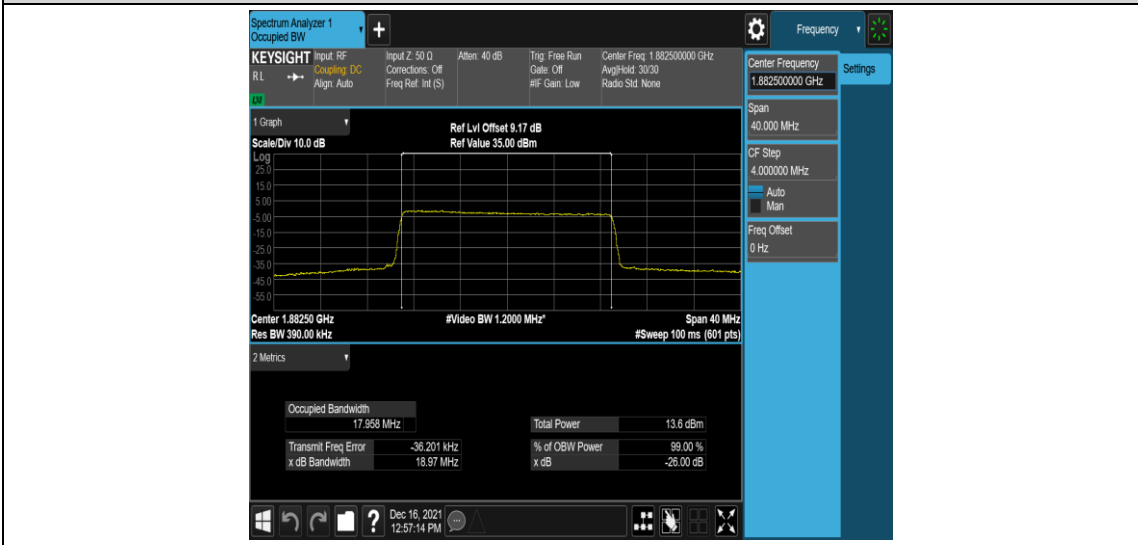 Spectrum Analyzer 1
Occupied BW
Frequency
KEYSIGHT
RL
LXI
Input: RF
Coupling: DC
Align: Auto
Input Z: 50 Ω
Corrections: Off
Freq Ref: Int (S)
Atten: 40 dB
Trig: Free Run
Gate: Off
#IF Gain: Low
Center Freq: 1.882500000 GHz
Avg|Hold: 30/30
Radio Std: None
Center Frequency
1.882500000 GHz
Settings
Span
40.000 MHz
CF Step
4.000000 MHz
Auto
Man
Freq Offset
0 Hz
1 Graph
Ref Lvl Offset 9.17 dB
Scale/Div 10.0 dB
Ref Value 35.00 dBm
Log
25.0
15.0
5.00
-5.00
-15.0
-25.0
-35.0
-45.0
-55.0
Center 1.88250 GHz
#Video BW 1.2000 MHz*
Span 40 MHz
Res BW 390.00 kHz
#Sweep 100 ms (601 pts)
2 Metrics
Occupied Bandwidth
17.958 MHz
Total Power 13.6 dBm
Transmit Freq Error -36.201 kHz
% of OBW Power 99.00 %
x dB Bandwidth 18.97 MHz
x dB -26.00 dB
?
Dec 16, 2021
12:57:14 PM